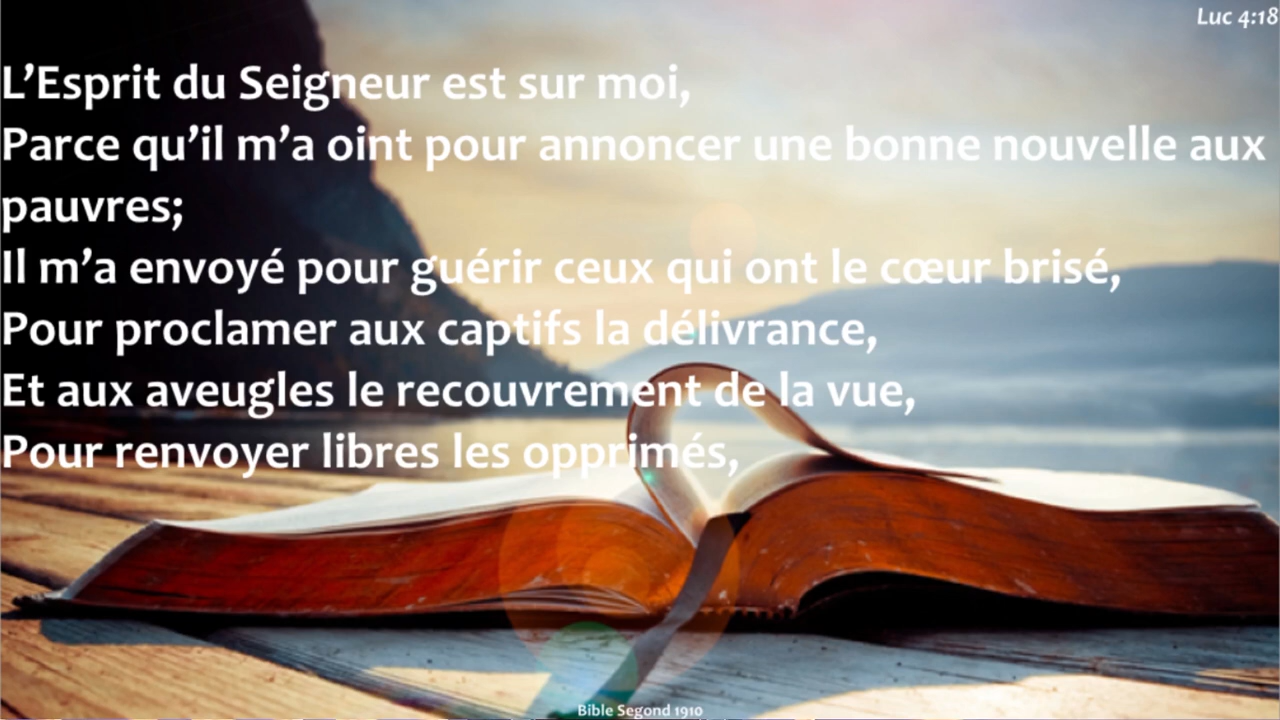 Luc 4:18
L’Esprit du Seigneur est sur moi,
Parce qu’il m’a oint pour annoncer une bonne nouvelle aux
pauvres;
Il m’a envoyé pour guérir ceux qui ont le cœur brisé,
Pour proclamer aux captifs la délivrance,
Et aux aveugles le recouvrement de la vue,
Pour renvoyer libres les opprimés,
Bible Segond 1910